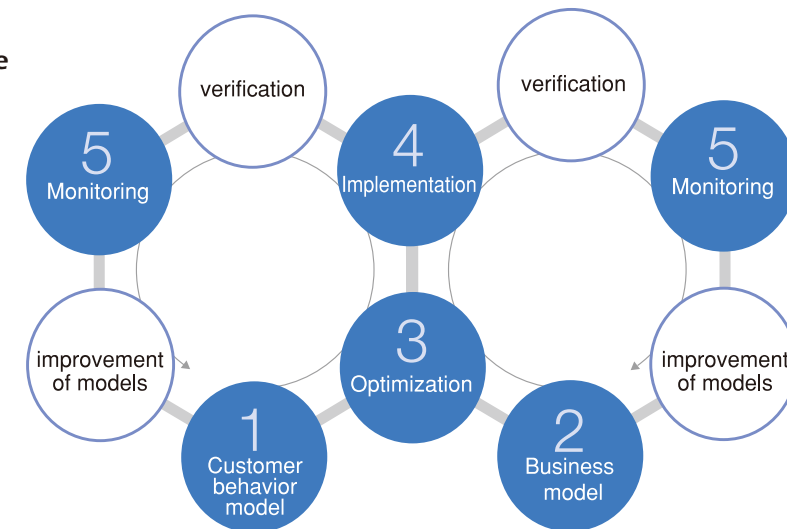 e
verification
verification
5
Monitoring
4
Implementation
5
Monitoring
improvement
of models
3
Optimization
improvement
of models
1
Customer
behavior
model
2
Business
model